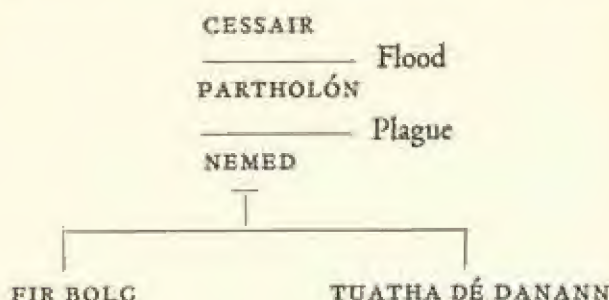 CESSAIR
Flood
PARTHOLÓN
Plague
NEMED
FIR BOLG
TUATHA DÉ DANANN